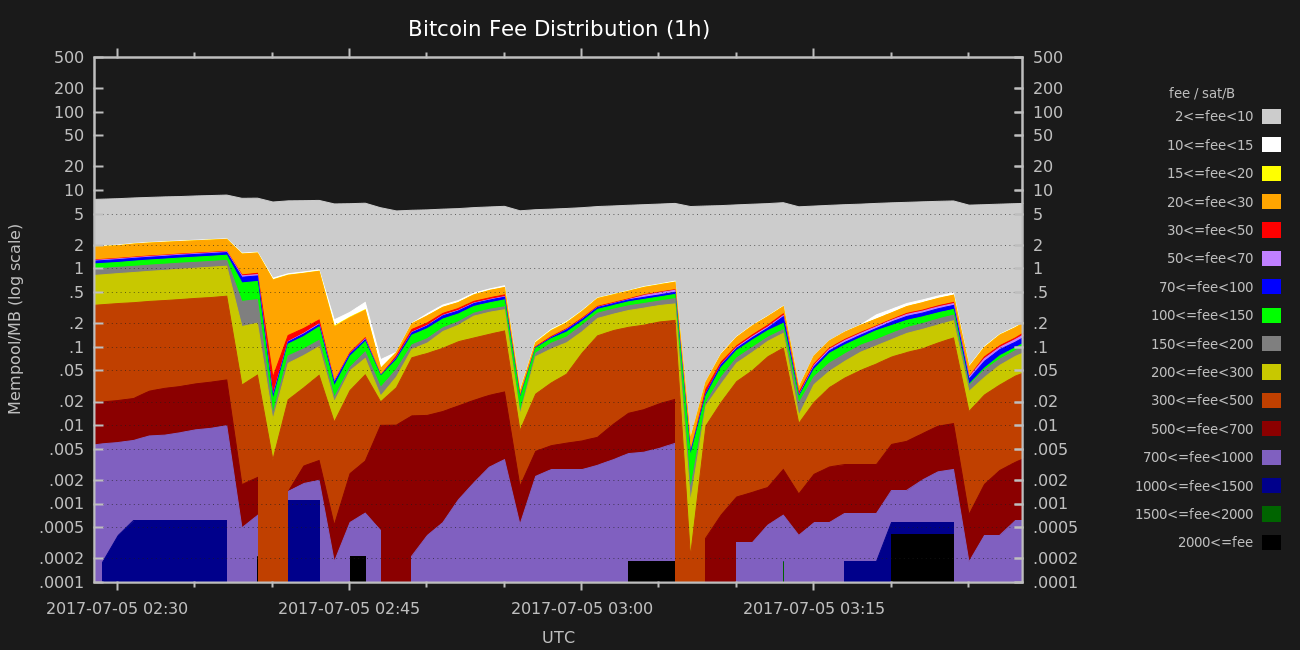 Bitcoin Fee Distribution (1h)
Mempool/MB (log scale)
500
200
100
50
20
10
5
2
1
.5
.2
.1
.05
.02
.01
.005
.002
.001
.0005
.0002
.0001
500
200
100
50
20
10
5
2
1
.5
.2
.1
.05
.02
.01
.005
.002
.001
.0005
.0002
.0001
2017-07-05 02:30 2017-07-05 02:45 2017-07-05 03:00 2017-07-05 03:15
UTC
fee / sat/B
2<=fee<10
10<=fee<15
15<=fee<20
20<=fee<30
30<=fee<50
50<=fee<70
70<=fee<100
100<=fee<150
150<=fee<200
200<=fee<300
300<=fee<500
500<=fee<700
700<=fee<1000
1000<=fee<1500
1500<=fee<2000
2000<=fee